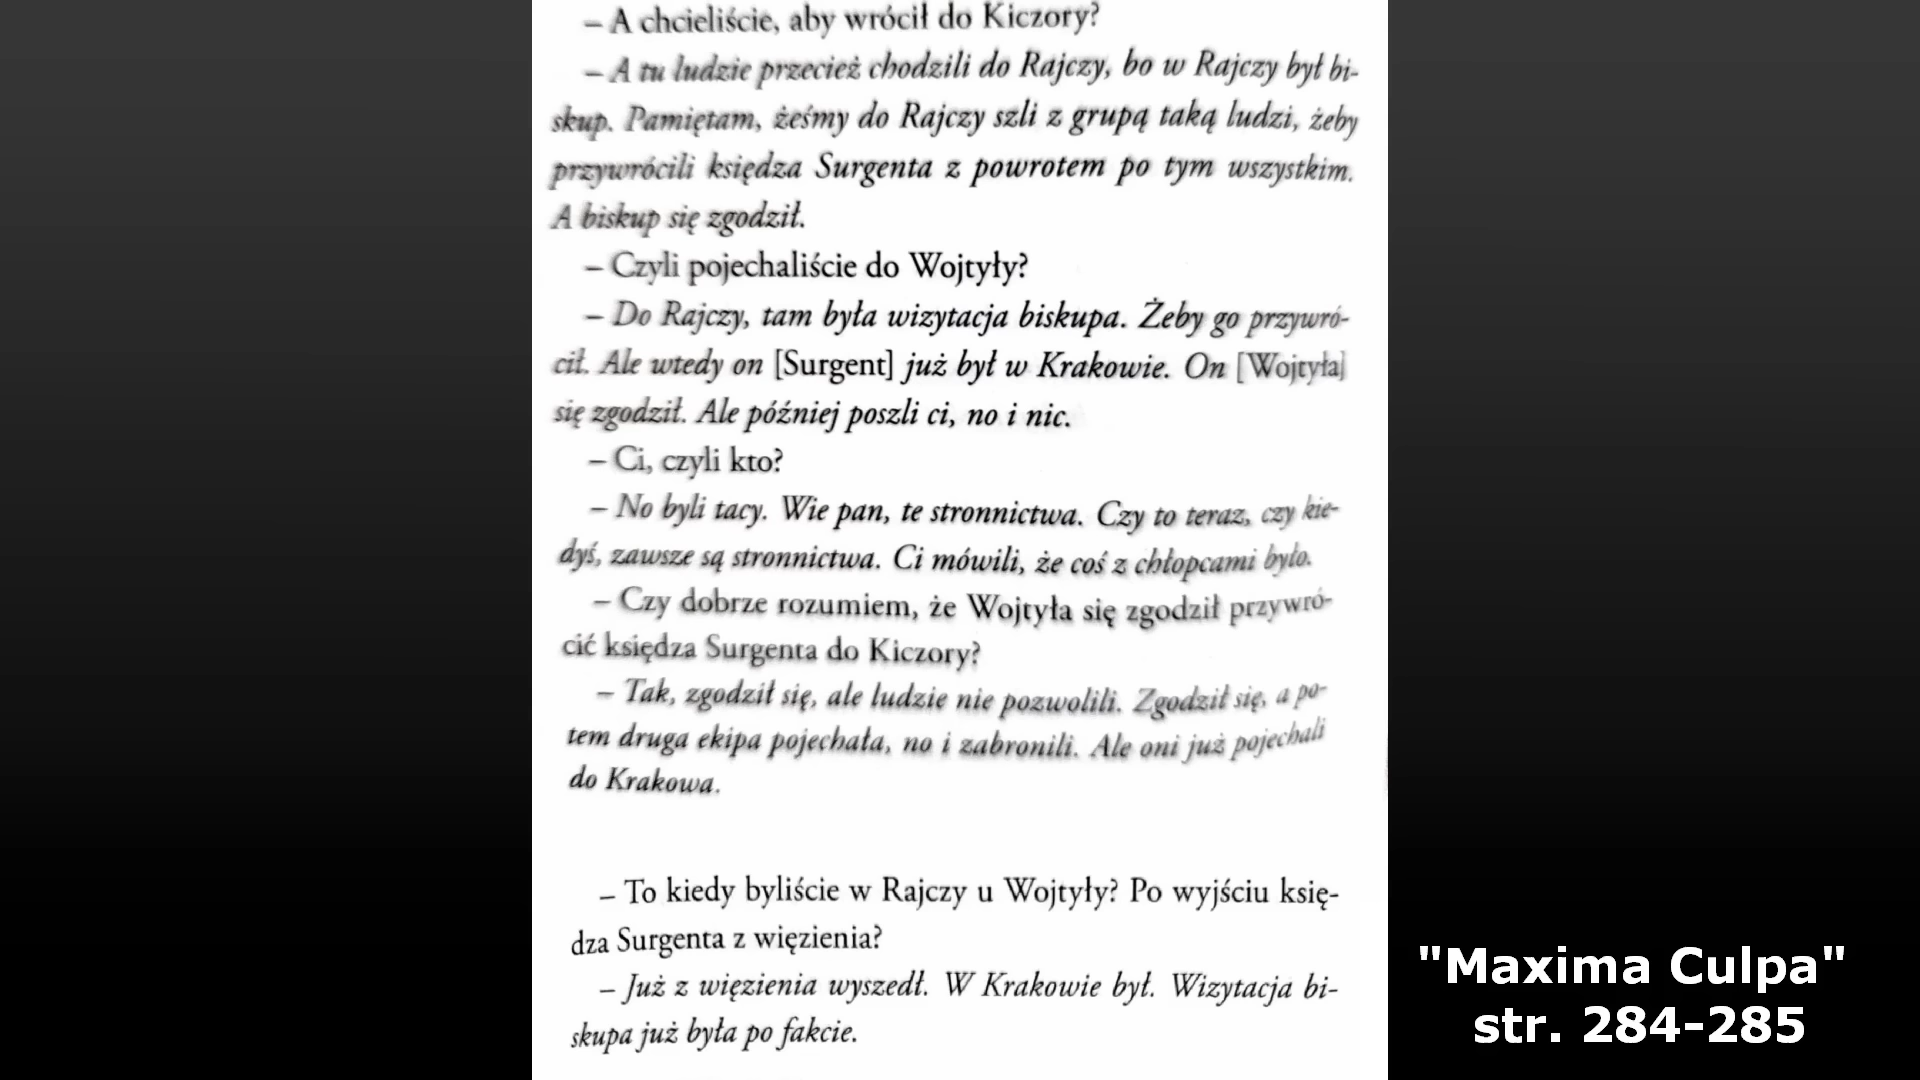 – A chcieliście, aby wrócił do Kiczory?
– A tu ludzie przecież chodzili do Rajczy, bo w Rajczy był bi-
skup. Pamiętam, żeśmy do Rajczy szli z grupą taką ludzi, żeby
przywrócili księdza Surgenta z powrotem po tym wszystkim.
A biskup się zgodził.
– Czyli pojechaliście do Wojtyły?
– Do Rajczy, tam była wizytacja biskupa. Żeby go przywró-
cił. Ale wtedy on [Surgent] już był w Krakowie. On [Wojtyła]
się zgodził. Ale później poszli ci, no i nic.
– Ci, czyli kto?
– No byli tacy. Wie pan, te stronnictwa. Czy to teraz, czy kie-
dyś, zawsze są stronnictwa. Ci mówili, że coś z chłopcami było.
– Czy dobrze rozumiem, że Wojtyła się zgodził przywró-
cić księdza Surgenta do Kiczory?
– Tak, zgodził się, ale ludzie nie pozwolili. Zgodził się, a po-
tem druga ekipa pojechała, no i zabronili. Ale oni już pojechali
do Krakowa.
– To kiedy byliście w Rajczy u Wojtyły? Po wyjściu księ-
dza Surgenta z więzienia?
– Już z więzienia wyszedł. W Krakowie był. Wizytacja bi-
skupa już była po fakcie.
"Maxima Culpa"
str. 284-285